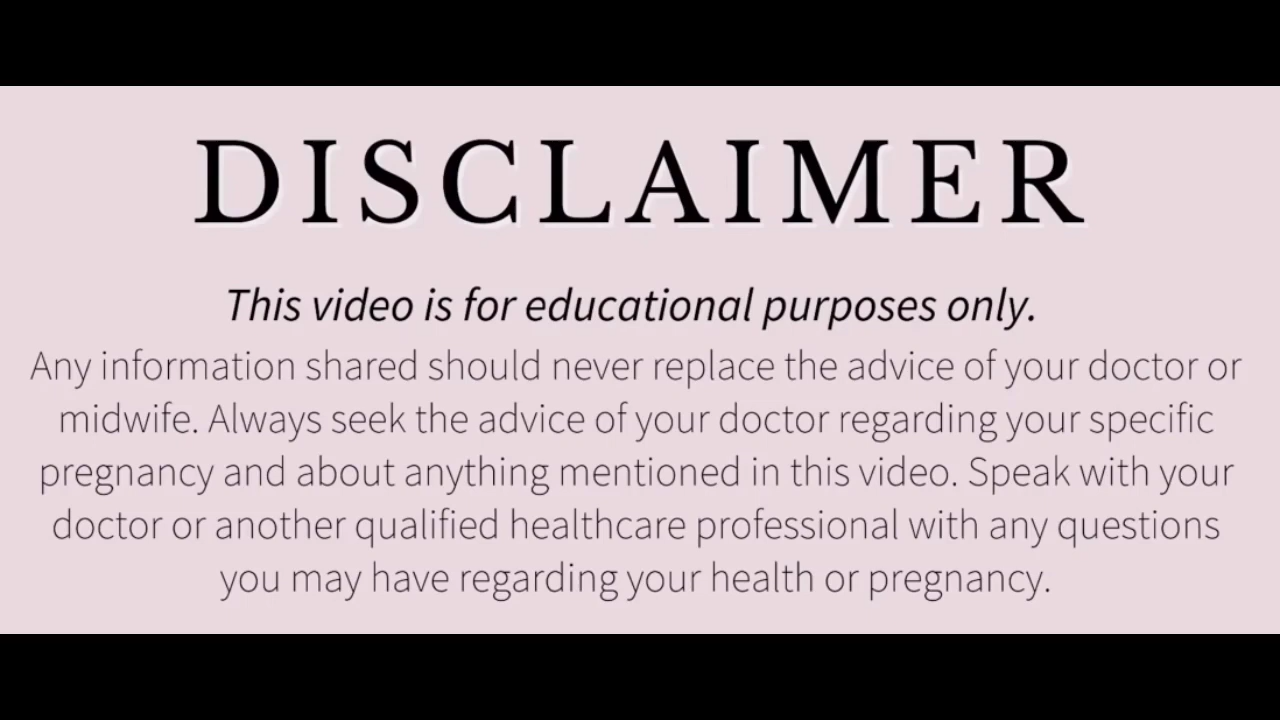 DISCLAIMER
This video is for educational purposes only.
Any information shared should never replace the advice of your doctor or
midwife. Always seek the advice of your doctor regarding your specific
pregnancy and about anything mentioned in this video. Speak with your
doctor or another qualified healthcare professional with any questions
you may have regarding your health or pregnancy.